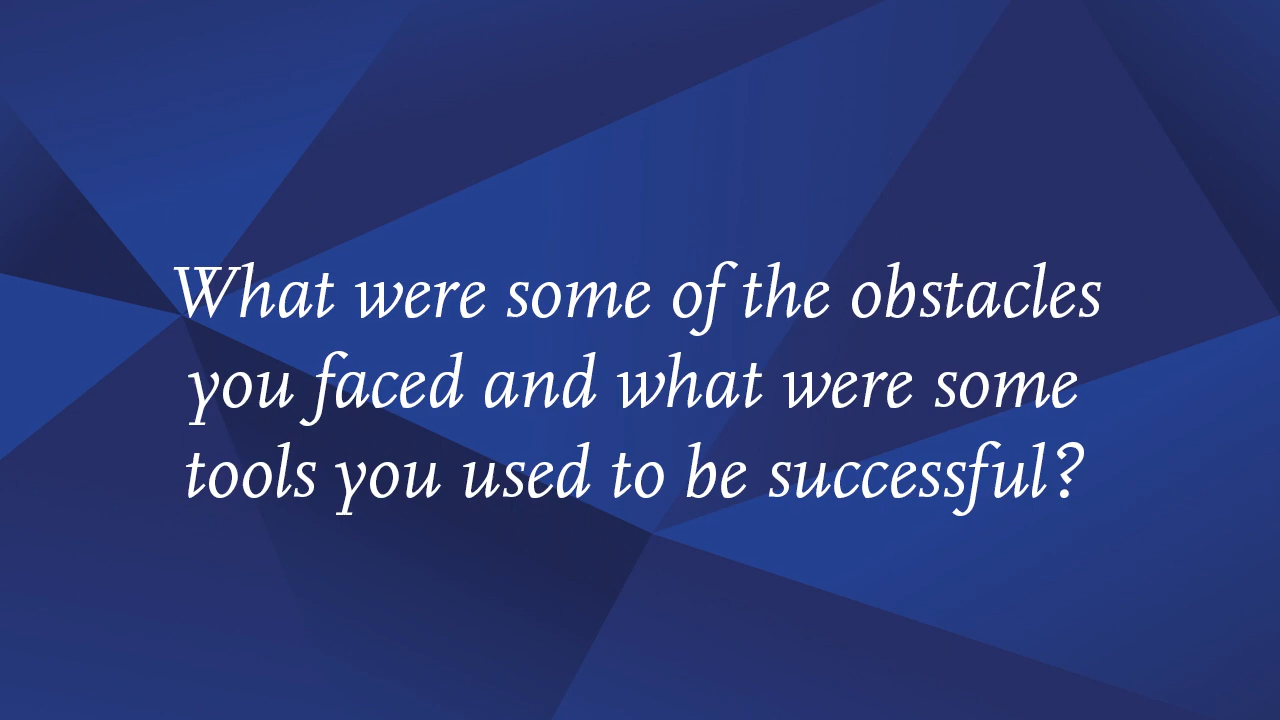 What were some of the obstacles
you faced and what were some
tools you used to be successful?